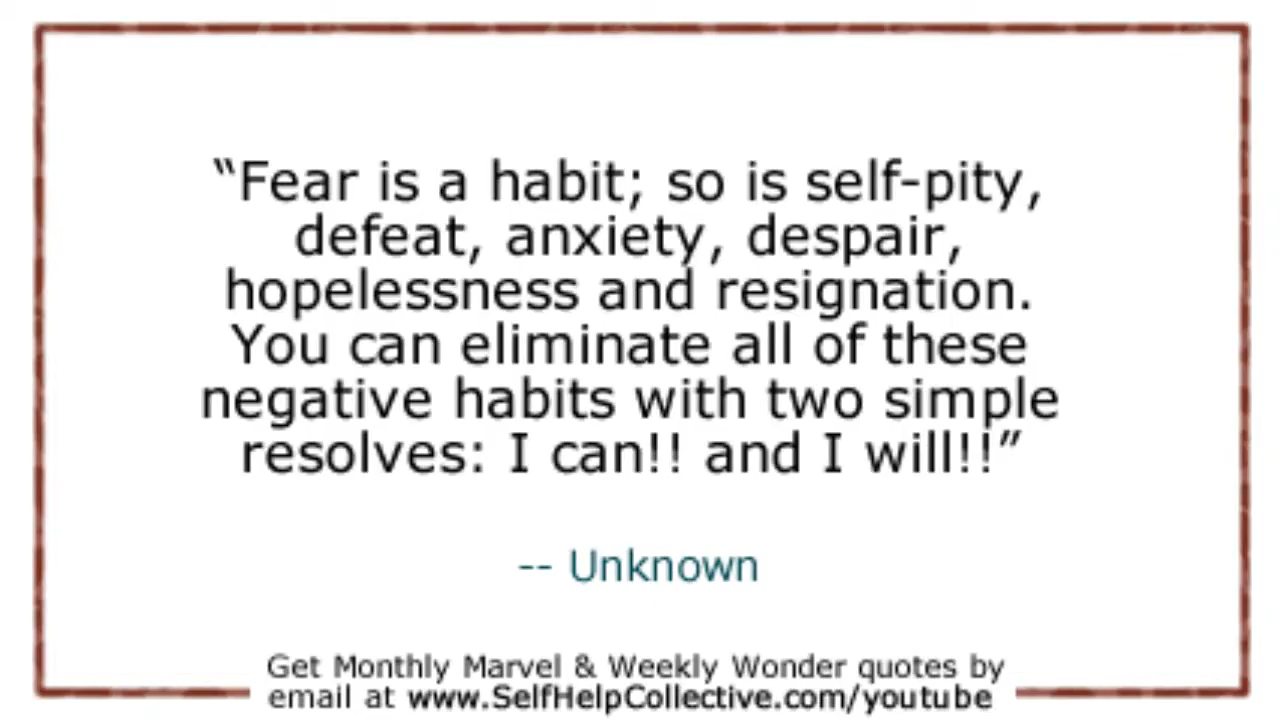 “Fear is a habit; so is self-pity,
defeat, anxiety, despair,
hopelessness and resignation.
You can eliminate all of these
negative habits with two simple
resolves: I can!! and I will!!”
-- Unknown
Get Monthly Marvel & Weekly Wonder quotes by
email at www.SelfHelpCollective.com/youtube